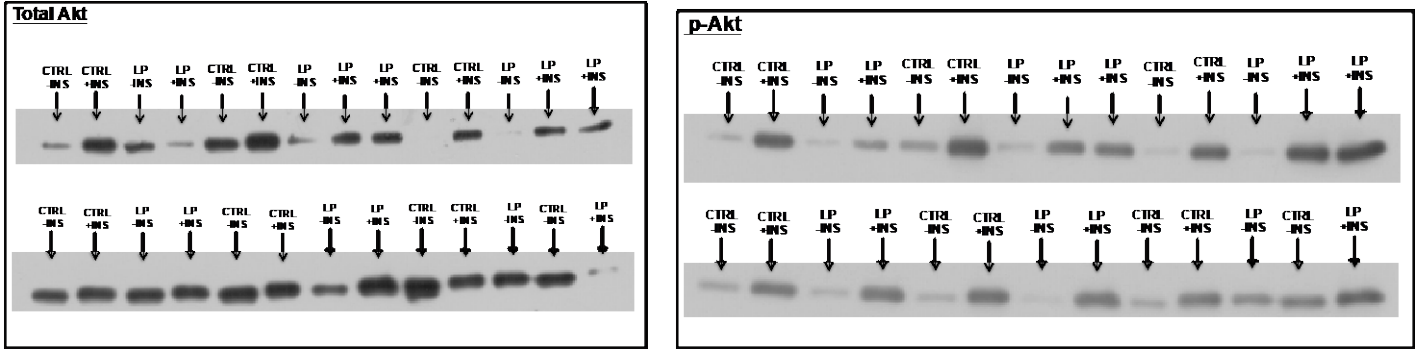 Total Akt
CTRL CTRL LP LP CTRL CTRL LP LP LP CTRL CTRL LP LP LP
-INS +INS -INS +INS -INS +INS -INS +INS +INS -INS +INS -INS +INS +INS
CTRL CTRL LP LP CTRL CTRL LP LP CTRL CTRL LP CTRL LP
-INS +INS -INS +INS -INS +INS -INS +INS -INS +INS -INS -INS +INS
p-Akt
CTRL CTRL LP LP CTRL CTRL LP LP LP CTRL CTRL LP LP LP
-INS +INS -INS +INS -INS +INS -INS +INS +INS -INS +INS -INS +INS +INS
CTRL CTRL LP LP CTRL CTRL LP LP CTRL CTRL LP CTRL LP
-INS +INS -INS +INS -INS +INS -INS +INS -INS +INS -INS -INS +INS